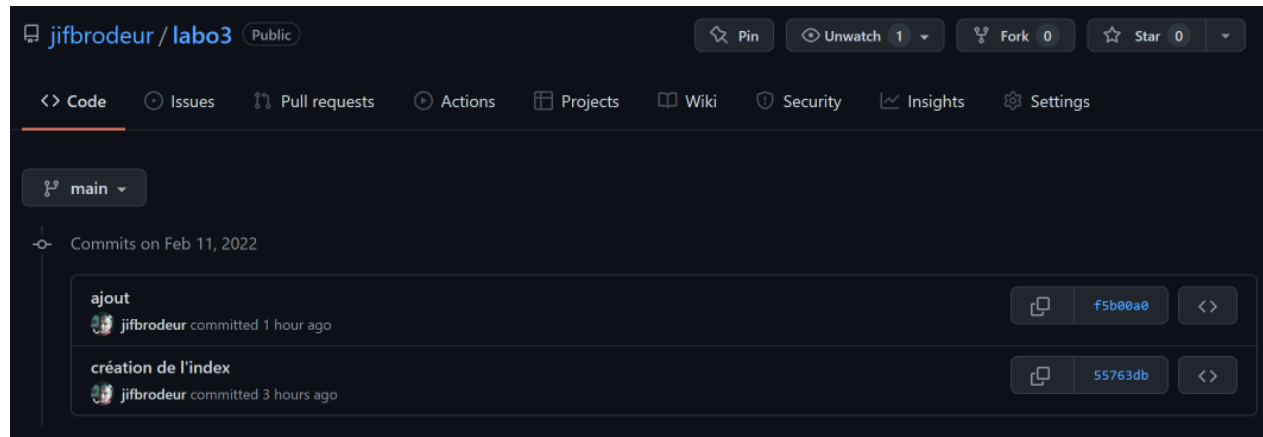 jifbrodeur / labo3 Public Pin Unwatch 1 Fork 0 Star 0
<> Code Issues Pull requests Actions Projects Wiki Security Insights Settings
main
Commits on Feb 11, 2022
ajout
jifbrodeur committed 1 hour ago
f5b00a0 <>
création de l'index
jifbrodeur committed 3 hours ago
55763db <>